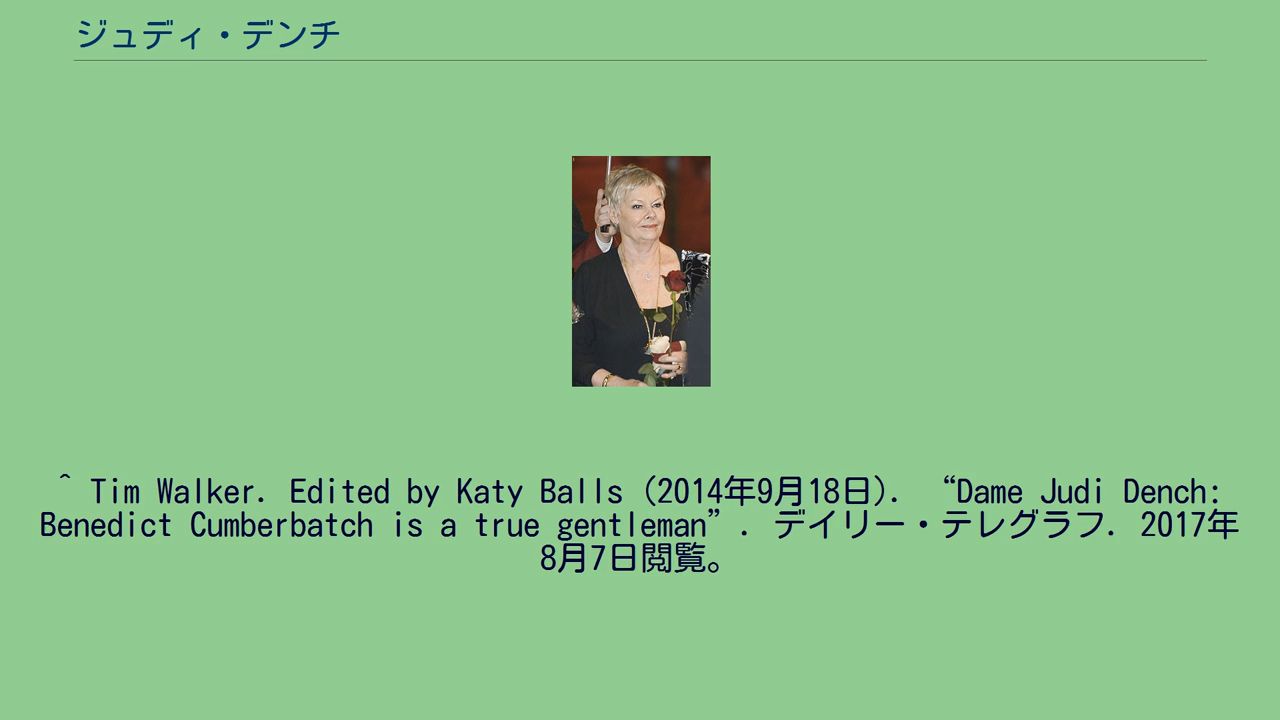 ジュディ・デンチ
^ Tim Walker. Edited by Katy Balls (2014年9月18日). “Dame Judi Dench:
Benedict Cumberbatch is a true gentleman”. デイリー・テレグラフ. 2017年
8月7日閲覧。